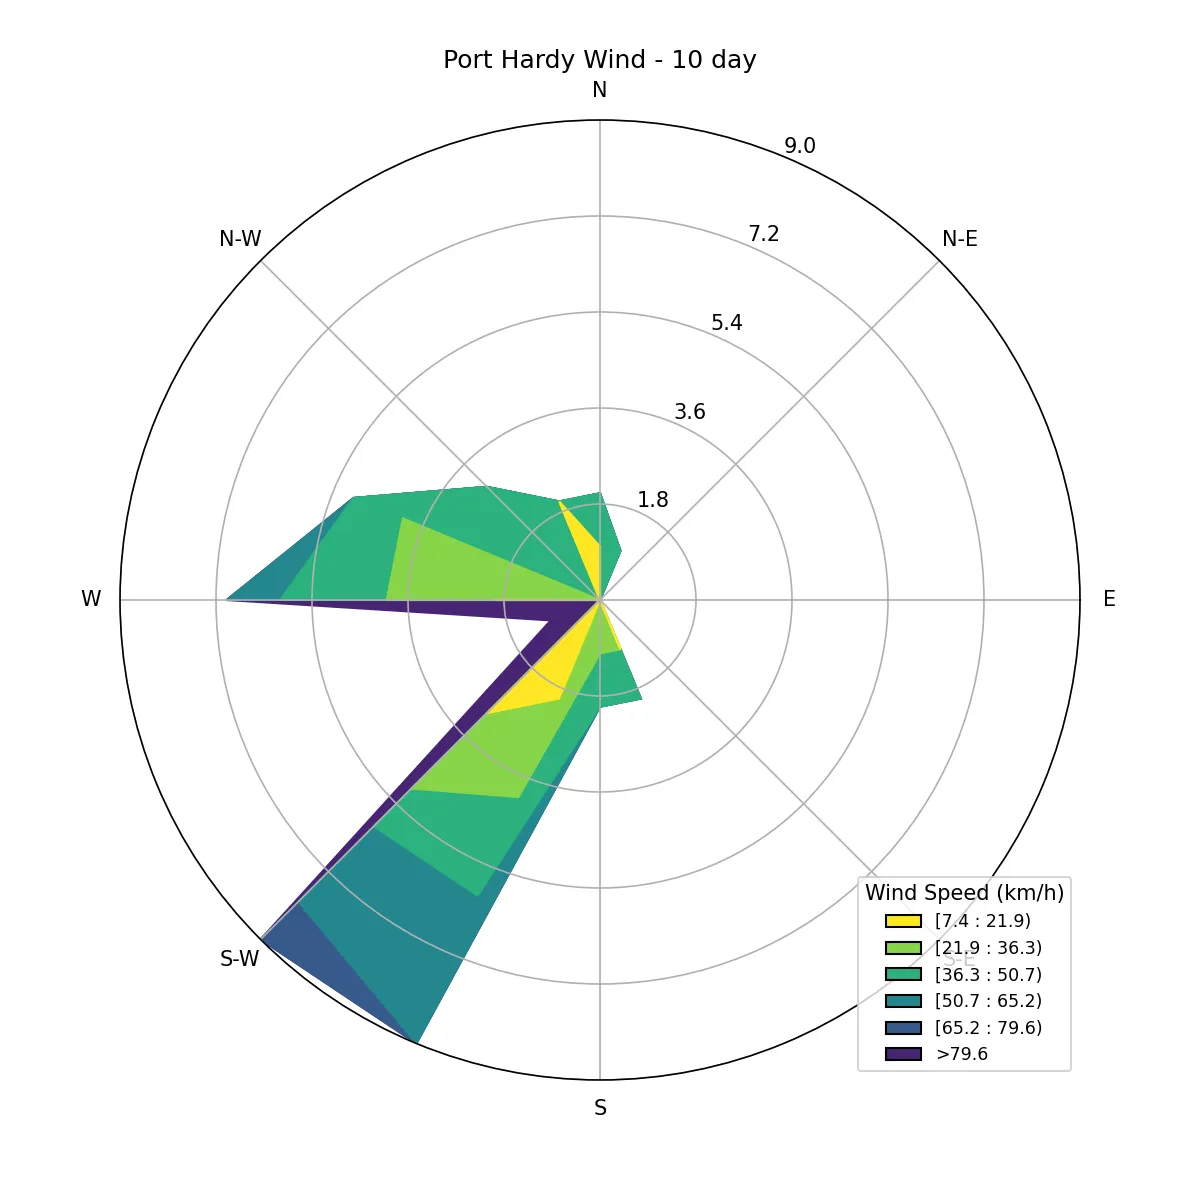 Port Hardy Wind - 10 day
N
9.0
7.2
N-W
N-E
5.4
3.6
1.8
W
E
S-W
S-E
S
Wind Speed (km/h)
[7.4 : 21.9)
[21.9 : 36.3)
[36.3 : 50.7)
[50.7 : 65.2)
[65.2 : 79.6)
>79.6